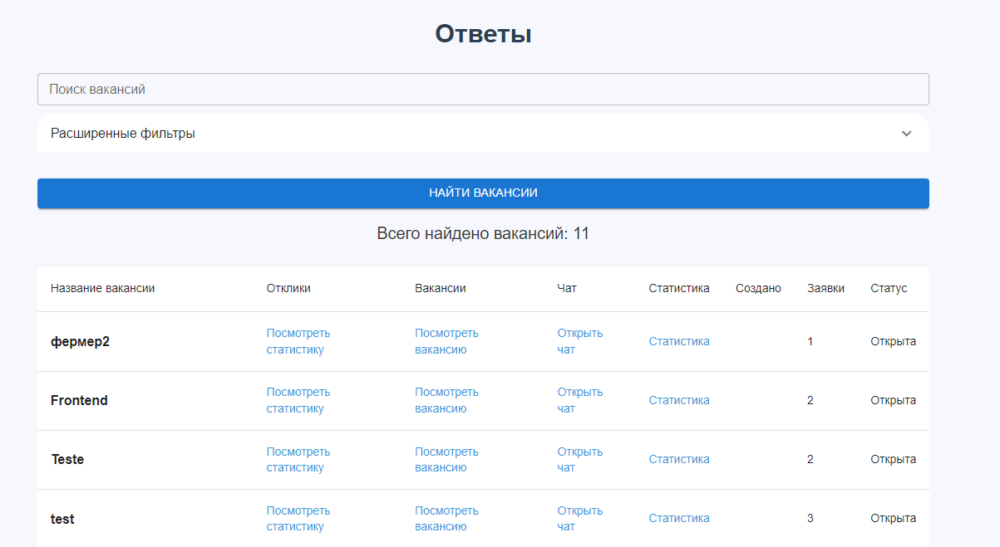 Ответы
Поиск вакансий
Расширенные фильтры
НАЙТИ ВАКАНСИИ
Всего найдено вакансий: 11
Название вакансии Отклики Вакансии Чат Статистика Создано Заявки Статус
фермер2 Посмотреть статистику Посмотреть вакансию Открыть чат Статистика 1 Открыта
Frontend Посмотреть статистику Посмотреть вакансию Открыть чат Статистика 2 Открыта
Teste Посмотреть статистику Посмотреть вакансию Открыть чат Статистика 2 Открыта
test Посмотреть статистику Посмотреть вакансию Открыть чат Статистика 3 Открыта